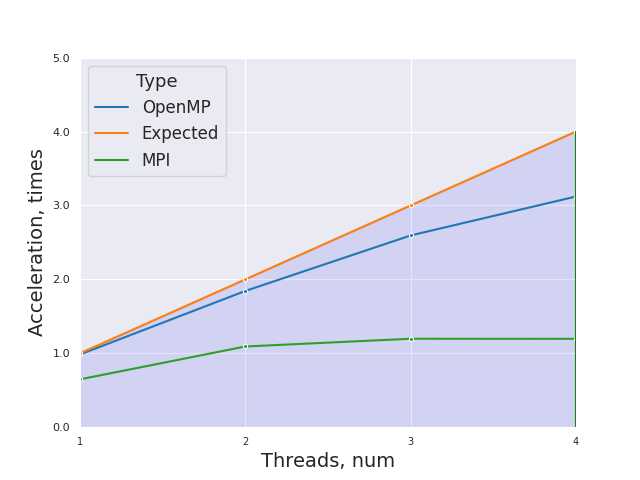 5.0
4.0
3.0
2.0
1.0
0.0
Acceleration, times
Type
OpenMP
Expected
MPI
1
2
3
4
Threads, num